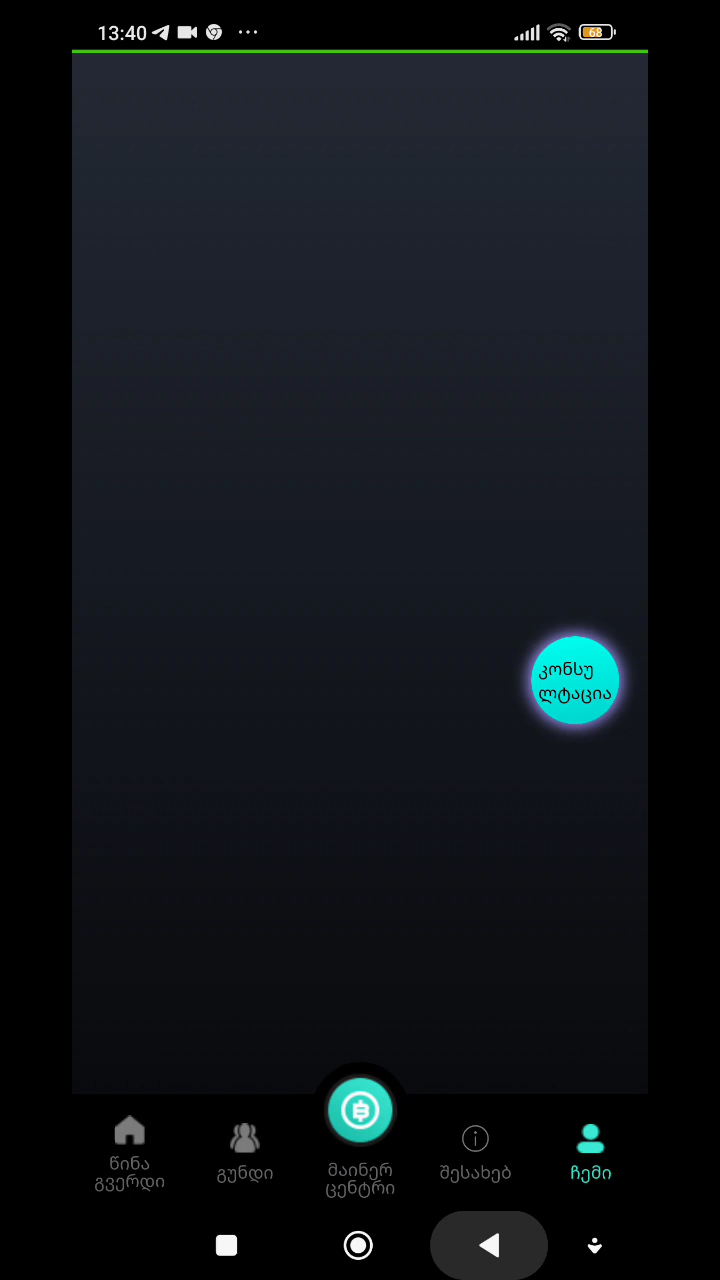 13:40
68
კონსუ
ლტაცია
წინა
გვერდი
გუნდი
მაინერ
ცენტრი
შესახებ
ჩემი